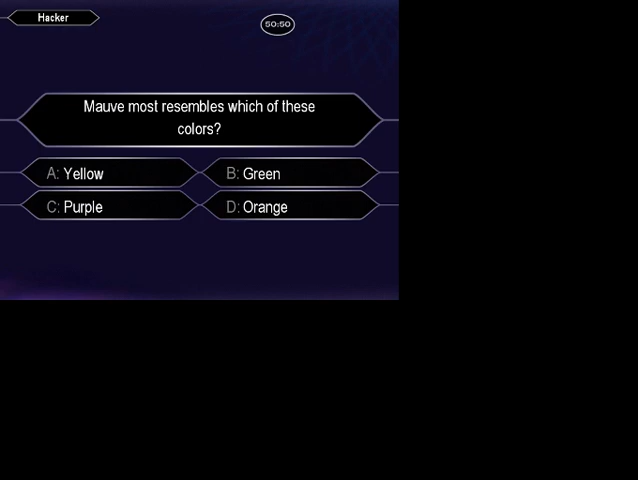 Hacker
50:50
Mauve most resembles which of these
colors?
A: Yellow
B: Green
C: Purple
D: Orange